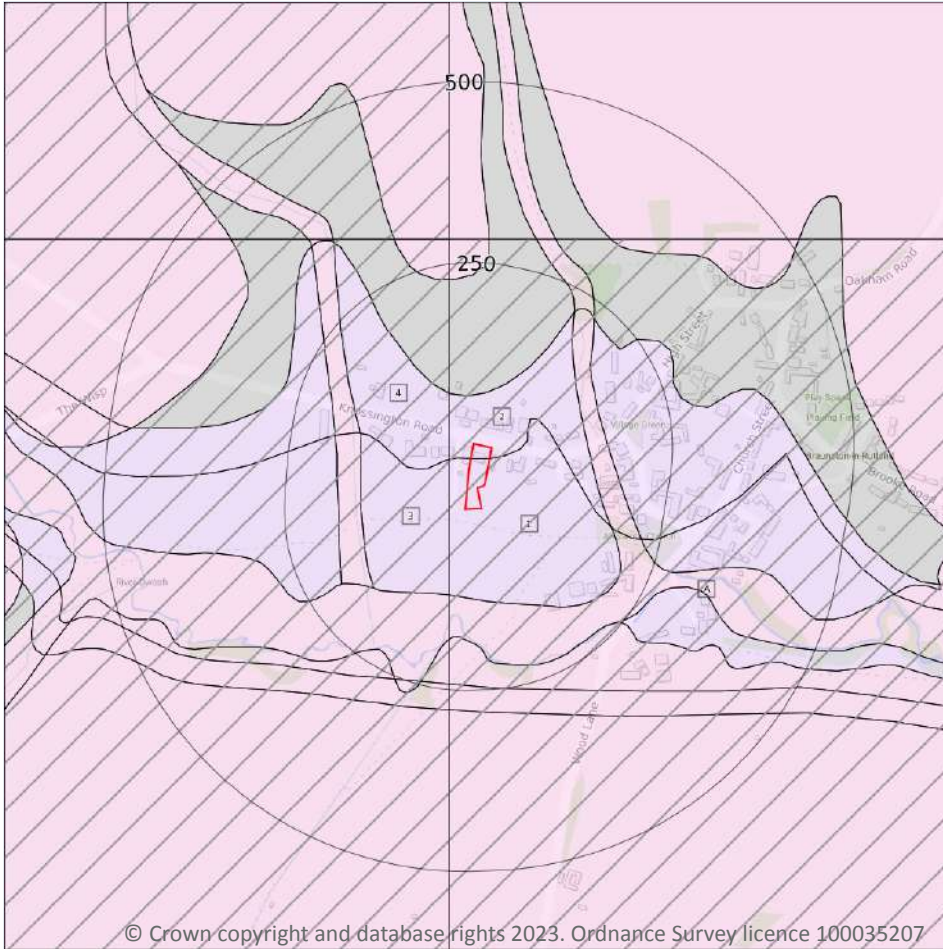 500
250
Oakham Road
High Street
The Wisp
4
Knossington Road
2
Village Green
Play Space
Playing Field
Church Street
Braunston-in-Rutland
Brooke Road
3
1
River Gwash
A
Wood Lane
© Crown copyright and database rights 2023. Ordnance Survey licence 100035207